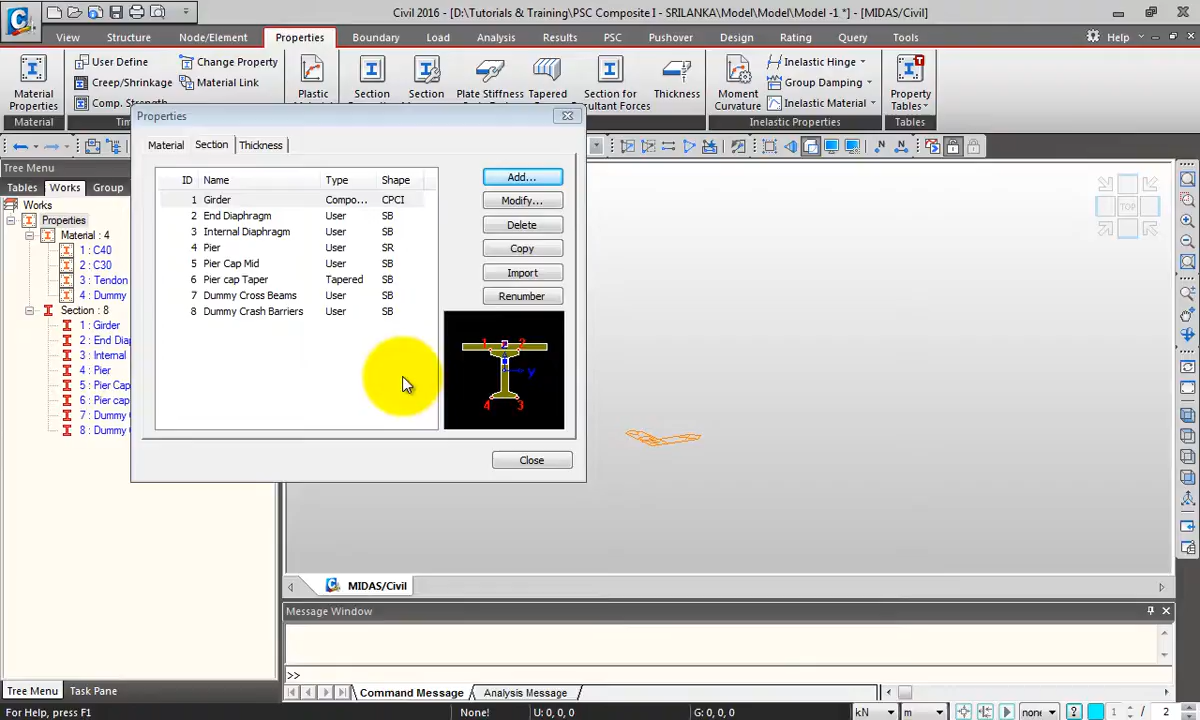 Civil 2016 - [D:\Tutorials & Training\PSC Composite I - SRILANKA\Model\Model\Model -1 *] - [MIDAS/Civil]
View Structure Node/Element Properties Boundary Load Analysis Results PSC Pushover Design Rating Query Tools Help
User Define Change Property Inelastic Hinge
Creep/Shrinkage Material Link Group Damping
Comp. Strength Inelastic Material
Material Properties
Plastic
Section
Section
Plate Stiffness
Tapered
Section for
Thickness
Moment Curvature
Property Tables
Material Inelastic Properties Tables
Properties
Material Section Thickness
ID Name Type Shape
1 Girder Compo... CPCI
2 End Diaphragm User SB
3 Internal Diaphragm User SB
4 Pier User SR
5 Pier Cap Mid User SB
6 Pier cap Taper Tapered SB
7 Dummy Cross Beams User SB
8 Dummy Crash Barriers User SB
Add...
Modify...
Delete
Copy
Import
Renumber
1 2 2
y
4 3
Close
Tree Menu
Tables Works Group
Works
Properties
Material : 4
1 : C40
2 : C30
3 : Tendon
4 : Dummy
Section : 8
1 : Girder
2 : End Dia
3 : Internal
4 : Pier
5 : Pier Cap
6 : Pier cap
7 : Dummy
8 : Dummy
TOP
MIDAS/Civil
Message Window
>>
Tree Menu Task Pane
Command Message Analysis Message
For Help, press F1 None! U: 0, 0, 0 G: 0, 0, 0 kN m none 1 / 2